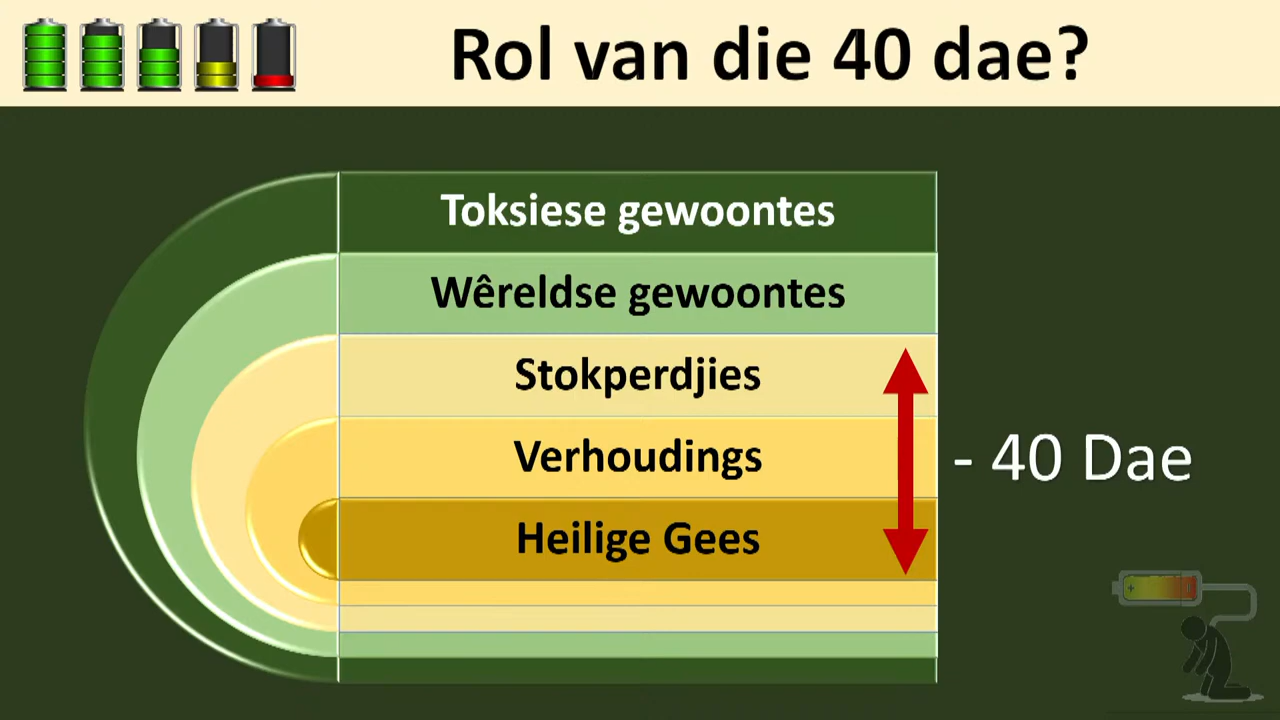 Rol van die 40 dae?
Toksiese gewoontes
Wêreldse gewoontes
Stokperdjies
Verhoudings
Heilige Gees
- 40 Dae